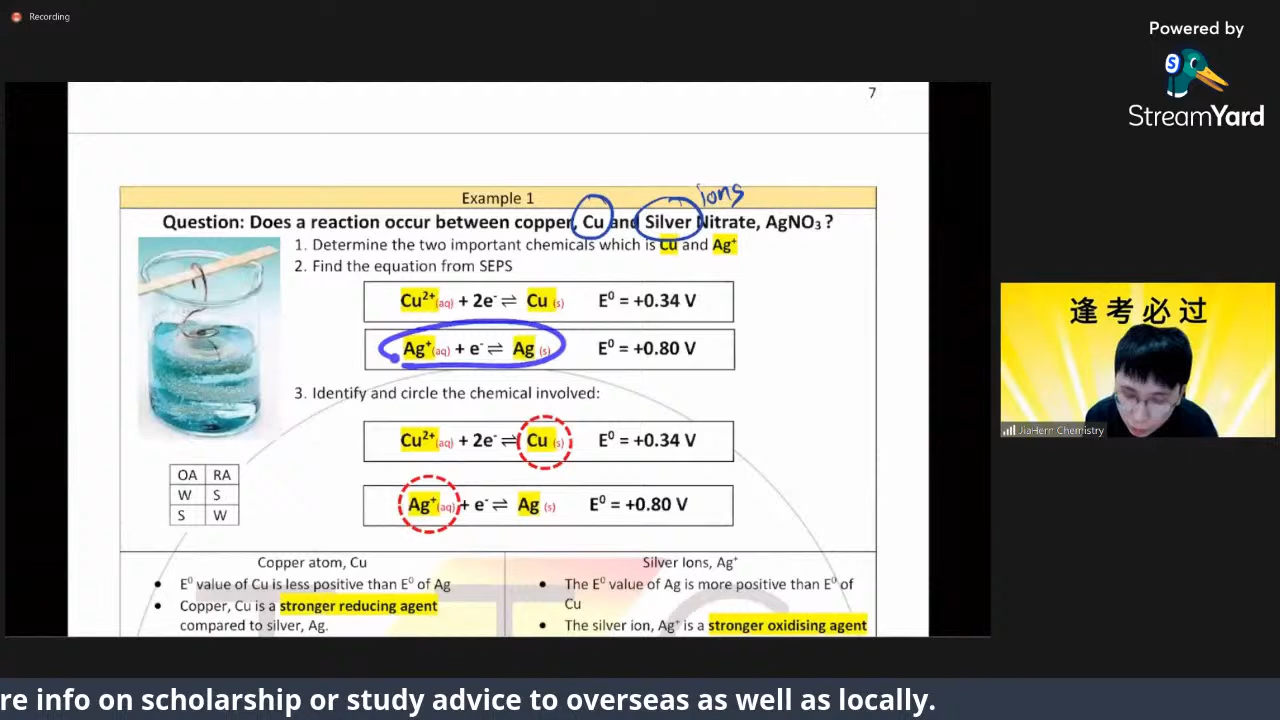 Recording
Powered by
S
StreamYard
7
Example 1
ions
Question: Does a reaction occur between copper, Cu and Silver Nitrate, AgNO₃ ?
1. Determine the two important chemicals which is Cu and Ag⁺
2. Find the equation from SEPS
Cu²⁺(aq) + 2e⁻ ⇌ Cu (s) E⁰ = +0.34 V
Ag⁺(aq) + e⁻ ⇌ Ag (s) E⁰ = +0.80 V
3. Identify and circle the chemical involved:
Cu²⁺(aq) + 2e⁻ ⇌ Cu (s) E⁰ = +0.34 V
Ag⁺(aq) + e⁻ ⇌ Ag (s) E⁰ = +0.80 V
OA RA
W S
S W
Copper atom, Cu
• E⁰ value of Cu is less positive than E⁰ of Ag
• Copper, Cu is a stronger reducing agent
compared to silver, Ag.
Silver Ions, Ag⁺
• The E⁰ value of Ag is more positive than E⁰ of
Cu
• The silver ion, Ag⁺ is a stronger oxidising agent
逢考必过
JiaHern Chemistry
re info on scholarship or study advice to overseas as well as locally.